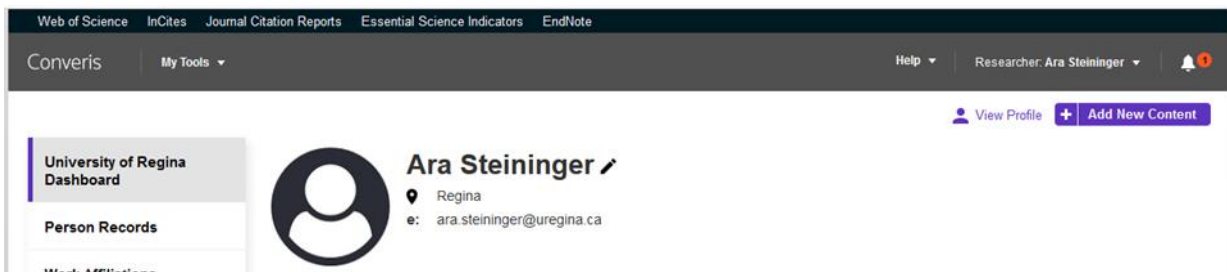 Web of Science InCites Journal Citation Reports Essential Science Indicators EndNote
Converis My Tools Help Researcher: Ara Steininger 1
View Profile + Add New Content
University of Regina
Dashboard
Person Records
Ara Steininger
Regina
e: ara.steininger@uregina.ca